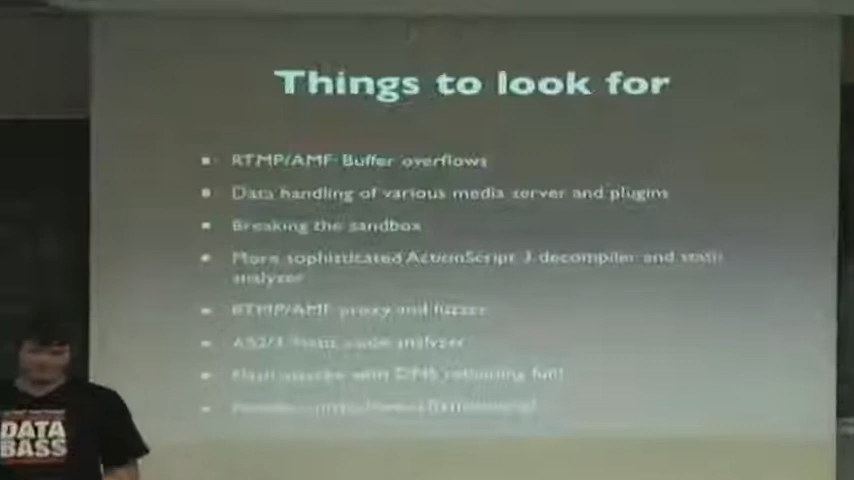 Things to look for
RTMP/AMF Buffer overflows
Data handling of various media server and plugins
Breaking the sandbox
More sophisticated ActionScript 3 decompiler and static
analyzer
RTMP/AMF proxy and fuzzer
AS2/3 static code analyzer
Flash attacks with DNS rebinding fun!
DATA
BASS